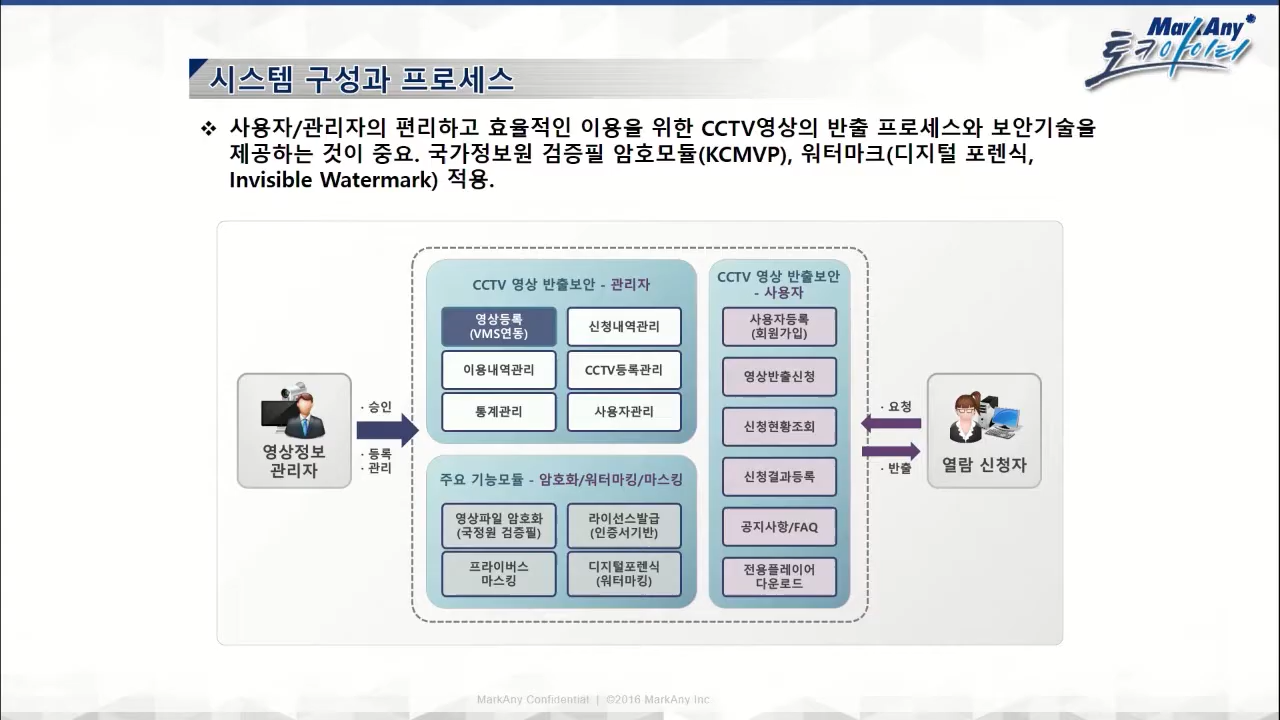 MarkAny
토크아이티
시스템 구성과 프로세스
❖ 사용자/관리자의 편리하고 효율적인 이용을 위한 CCTV영상의 반출 프로세스와 보안기술을
제공하는 것이 중요. 국가정보원 검증필 암호모듈(KCMVP), 워터마크(디지털 포렌식,
Invisible Watermark) 적용.
영상정보
관리자
· 승인
· 등록
· 관리
CCTV 영상 반출보안 - 관리자
영상등록
(VMS연동)
신청내역관리
이용내역관리
CCTV등록관리
통계관리
사용자관리
주요 기능모듈 - 암호화/워터마킹/마스킹
영상파일 암호화
(국정원 검증필)
라이선스발급
(인증서기반)
프라이버스
마스킹
디지털포렌식
(워터마킹)
CCTV 영상 반출보안
- 사용자
사용자등록
(회원가입)
영상반출신청
신청현황조회
신청결과등록
공지사항/FAQ
전용플레이어
다운로드
· 요청
· 반출
열람 신청자
MarkAny Confidential | ©2016 MarkAny Inc